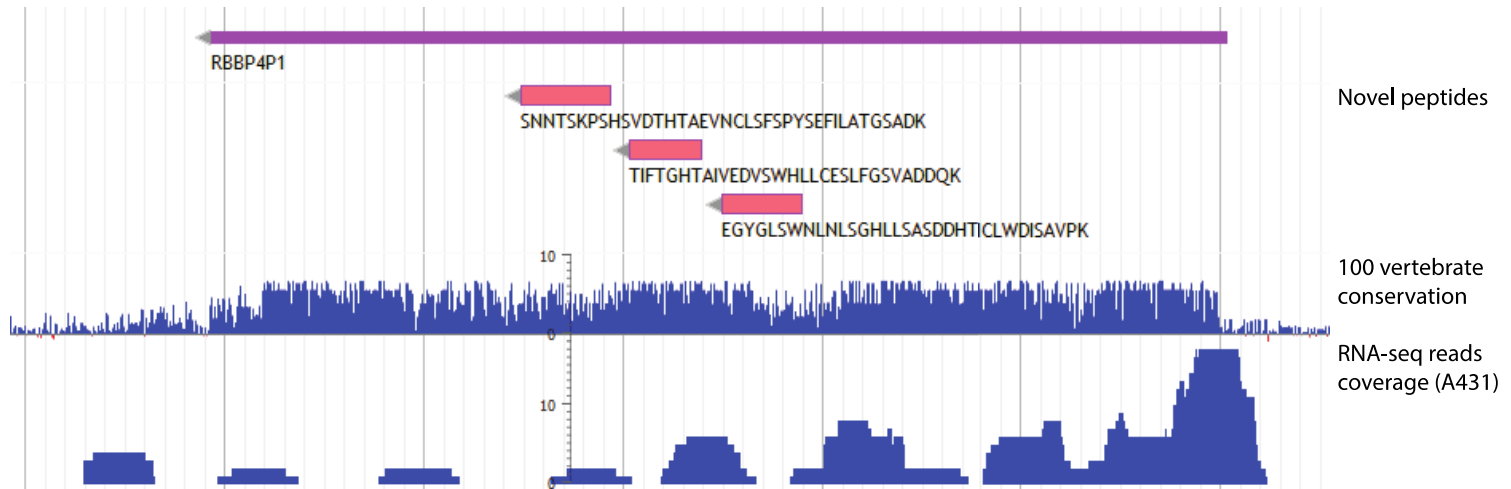 RBBP4P1
Novel peptides
SNNTSKPSHSVDTHTAEVNCLSFSPYSEFILATGSADK
TIFTGHTAIVEDVSWHLLCESLFGSVADDQK
EGYGLSWNLNLSGHLLSASDDHTICLWDISAVPK
10
100 vertebrate
conservation
0
RNA-seq reads
coverage (A431)
10
0